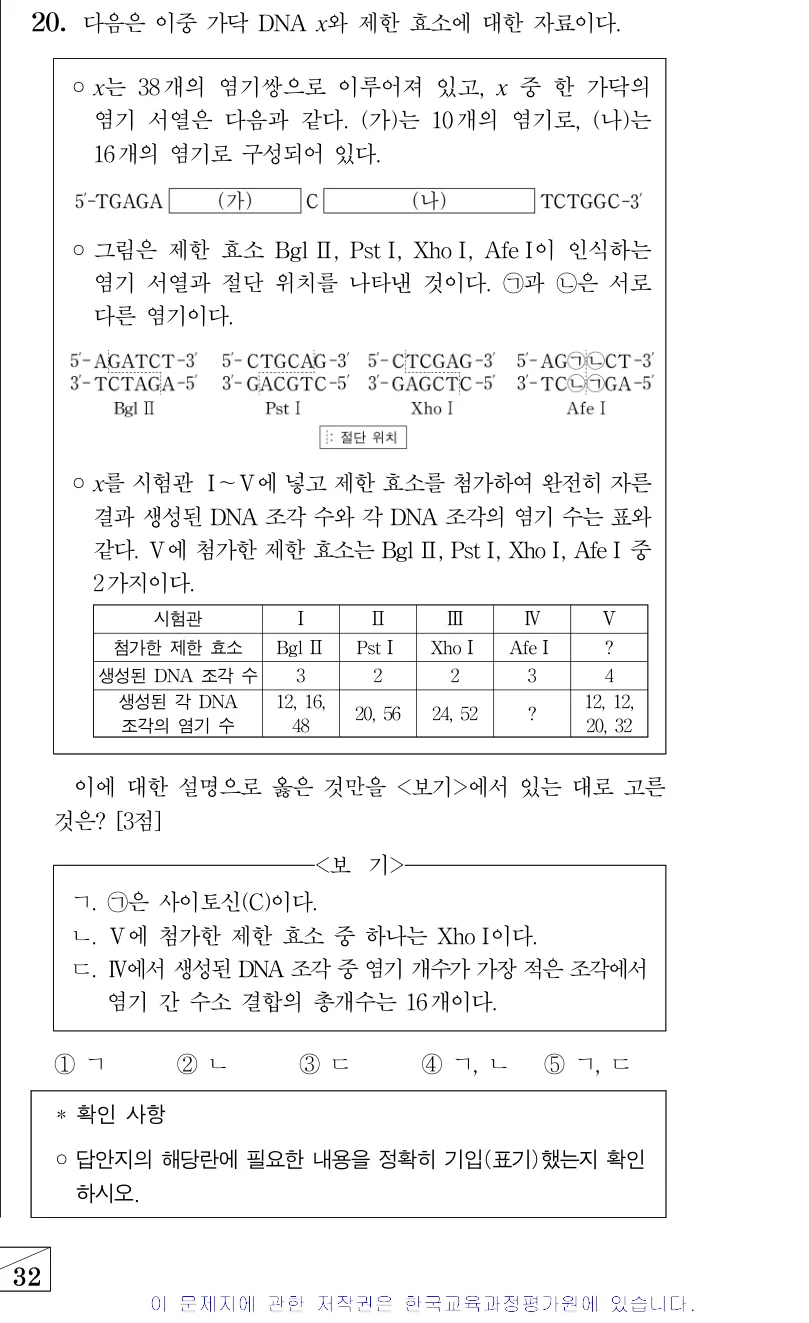 20. 다음은 이중 가닥 DNA x와 제한 효소에 대한 자료이다.
○ x는 38개의 염기쌍으로 이루어져 있고, x 중 한 가닥의
염기 서열은 다음과 같다. (가)는 10개의 염기로, (나)는
16개의 염기로 구성되어 있다.
5′-TGAGA (가) C (나) TCTGGC-3′
○ 그림은 제한 효소 Bgl Ⅱ, Pst Ⅰ, Xho Ⅰ, Afe Ⅰ이 인식하는
염기 서열과 절단 위치를 나타낸 것이다. ㉠과 ㉡은 서로
다른 염기이다.
5′-AGATCT-3′ 5′-CTGCAG-3′ 5′-CTCGAG-3′ 5′-AG㉠㉡CT-3′
3′-TCTAGA-5′ 3′-GACGTC-5′ 3′-GAGCTC-5′ 3′-TC㉡㉠GA-5′
Bgl Ⅱ Pst Ⅰ Xho Ⅰ Afe Ⅰ
: 절단 위치
○ x를 시험관 Ⅰ~Ⅴ에 넣고 제한 효소를 첨가하여 완전히 자른
결과 생성된 DNA 조각 수와 각 DNA 조각의 염기 수는 표와
같다. Ⅴ에 첨가한 제한 효소는 Bgl Ⅱ, Pst Ⅰ, Xho Ⅰ, Afe Ⅰ 중
2가지이다.
시험관 Ⅰ Ⅱ Ⅲ Ⅳ Ⅴ
첨가한 제한 효소 Bgl Ⅱ Pst Ⅰ Xho Ⅰ Afe Ⅰ ?
생성된 DNA 조각 수 3 2 2 3 4
생성된 각 DNA 조각의 염기 수 12, 16, 48 20, 56 24, 52 ? 12, 12, 20, 32
이에 대한 설명으로 옳은 것만을 <보기>에서 있는 대로 고른
것은? [3점]
<보 기>
ㄱ. ㉠은 사이토신(C)이다.
ㄴ. Ⅴ에 첨가한 제한 효소 중 하나는 Xho Ⅰ이다.
ㄷ. Ⅳ에서 생성된 DNA 조각 중 염기 개수가 가장 적은 조각에서
염기 간 수소 결합의 총개수는 16개이다.
① ㄱ ② ㄴ ③ ㄷ ④ ㄱ, ㄴ ⑤ ㄱ, ㄷ
* 확인 사항
○ 답안지의 해당란에 필요한 내용을 정확히 기입(표기)했는지 확인
하시오.
32
이 문제지에 관한 저작권은 한국교육과정평가원에 있습니다.